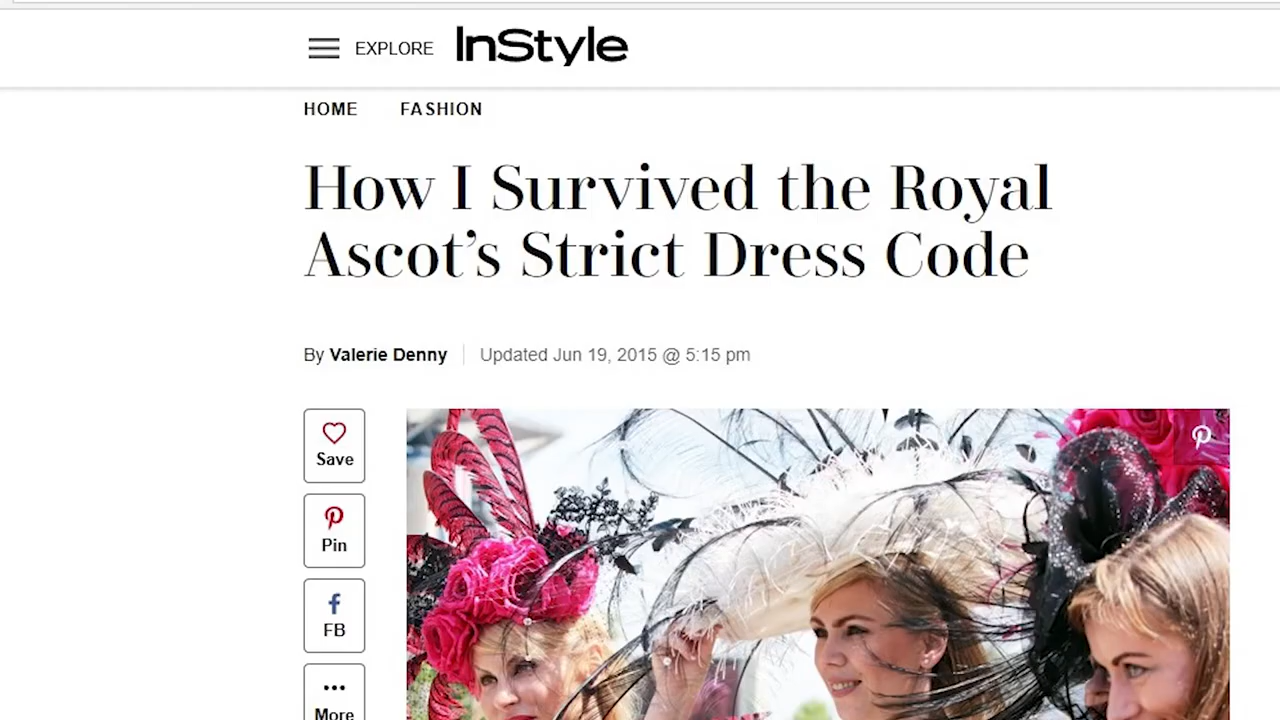 EXPLORE InStyle
HOME FASHION
How I Survived the Royal
Ascot’s Strict Dress Code
By Valerie Denny Updated Jun 19, 2015 @ 5:15 pm
Save
Pin
FB
More